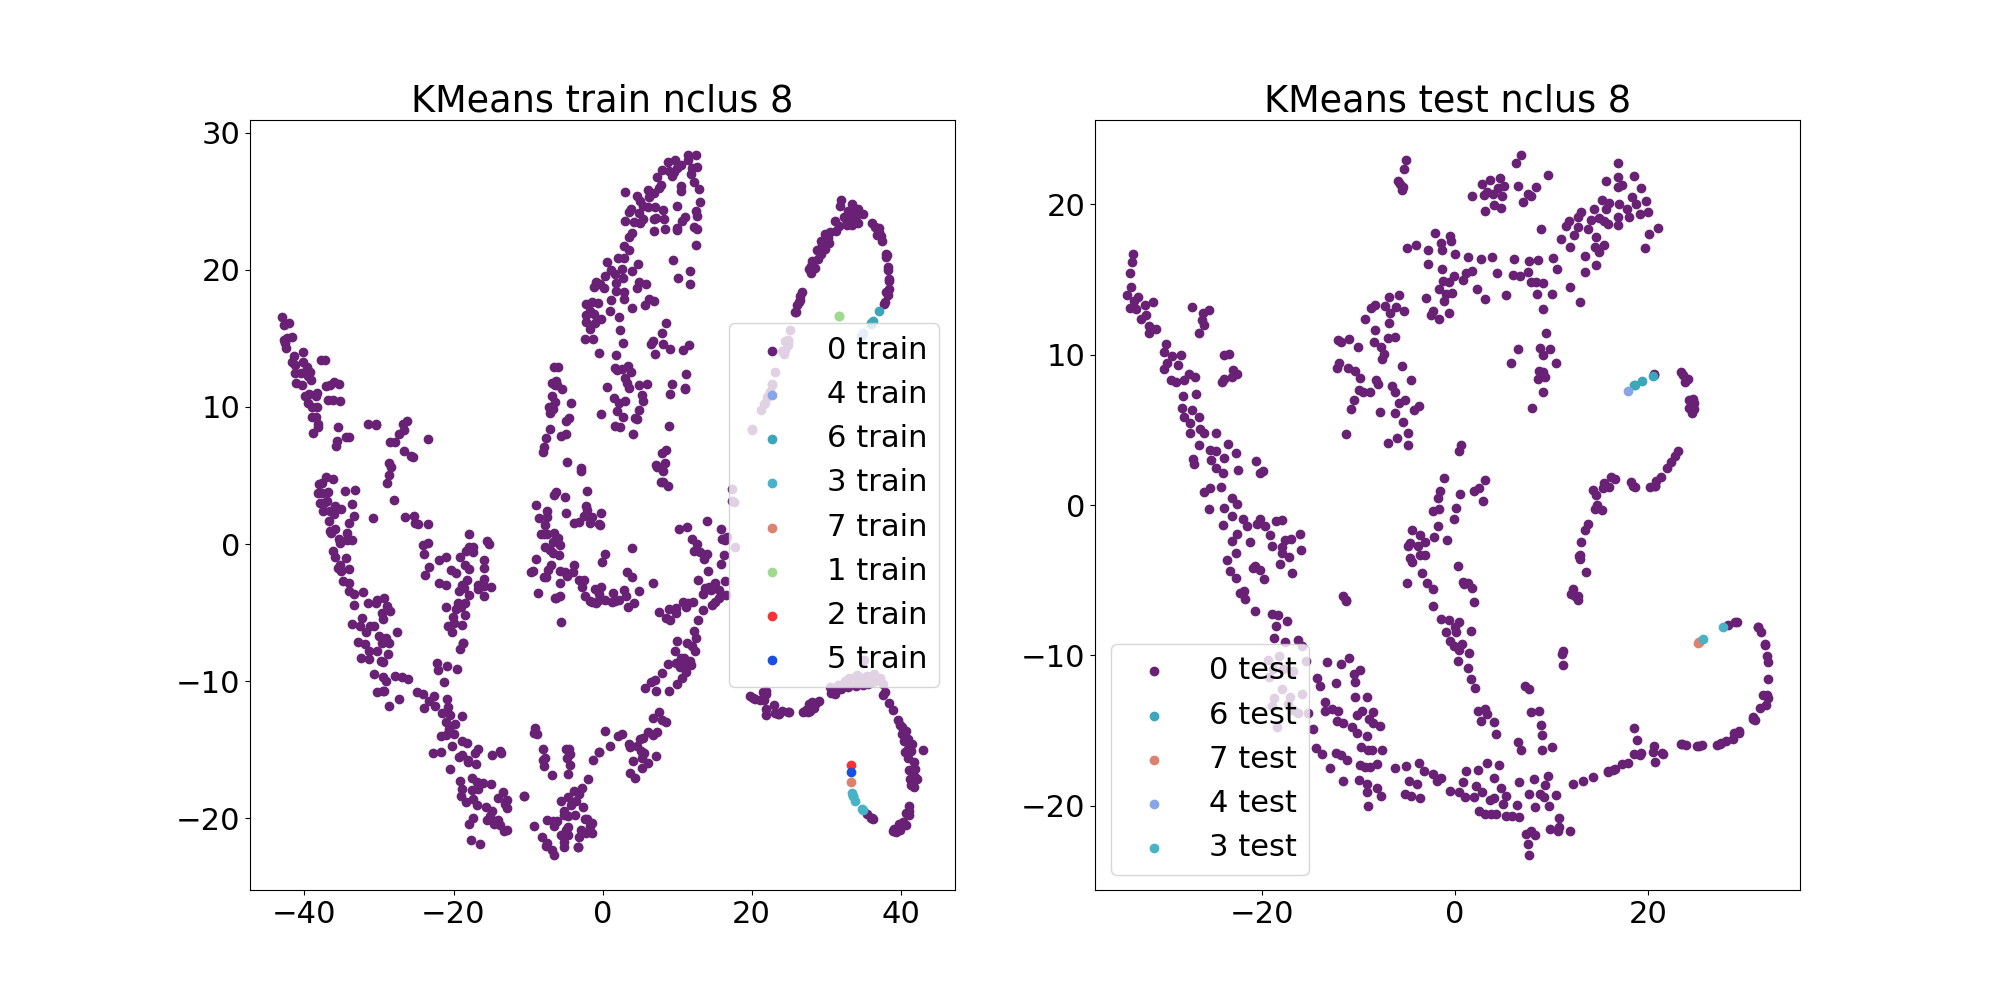 KMeans train nclus 8
30
20
10
0
−10
−20
−40
−20
0
20
40
0 train
4 train
6 train
3 train
7 train
1 train
2 train
5 train
KMeans test nclus 8
20
10
0
−10
−20
−20
0
20
0 test
6 test
7 test
4 test
3 test